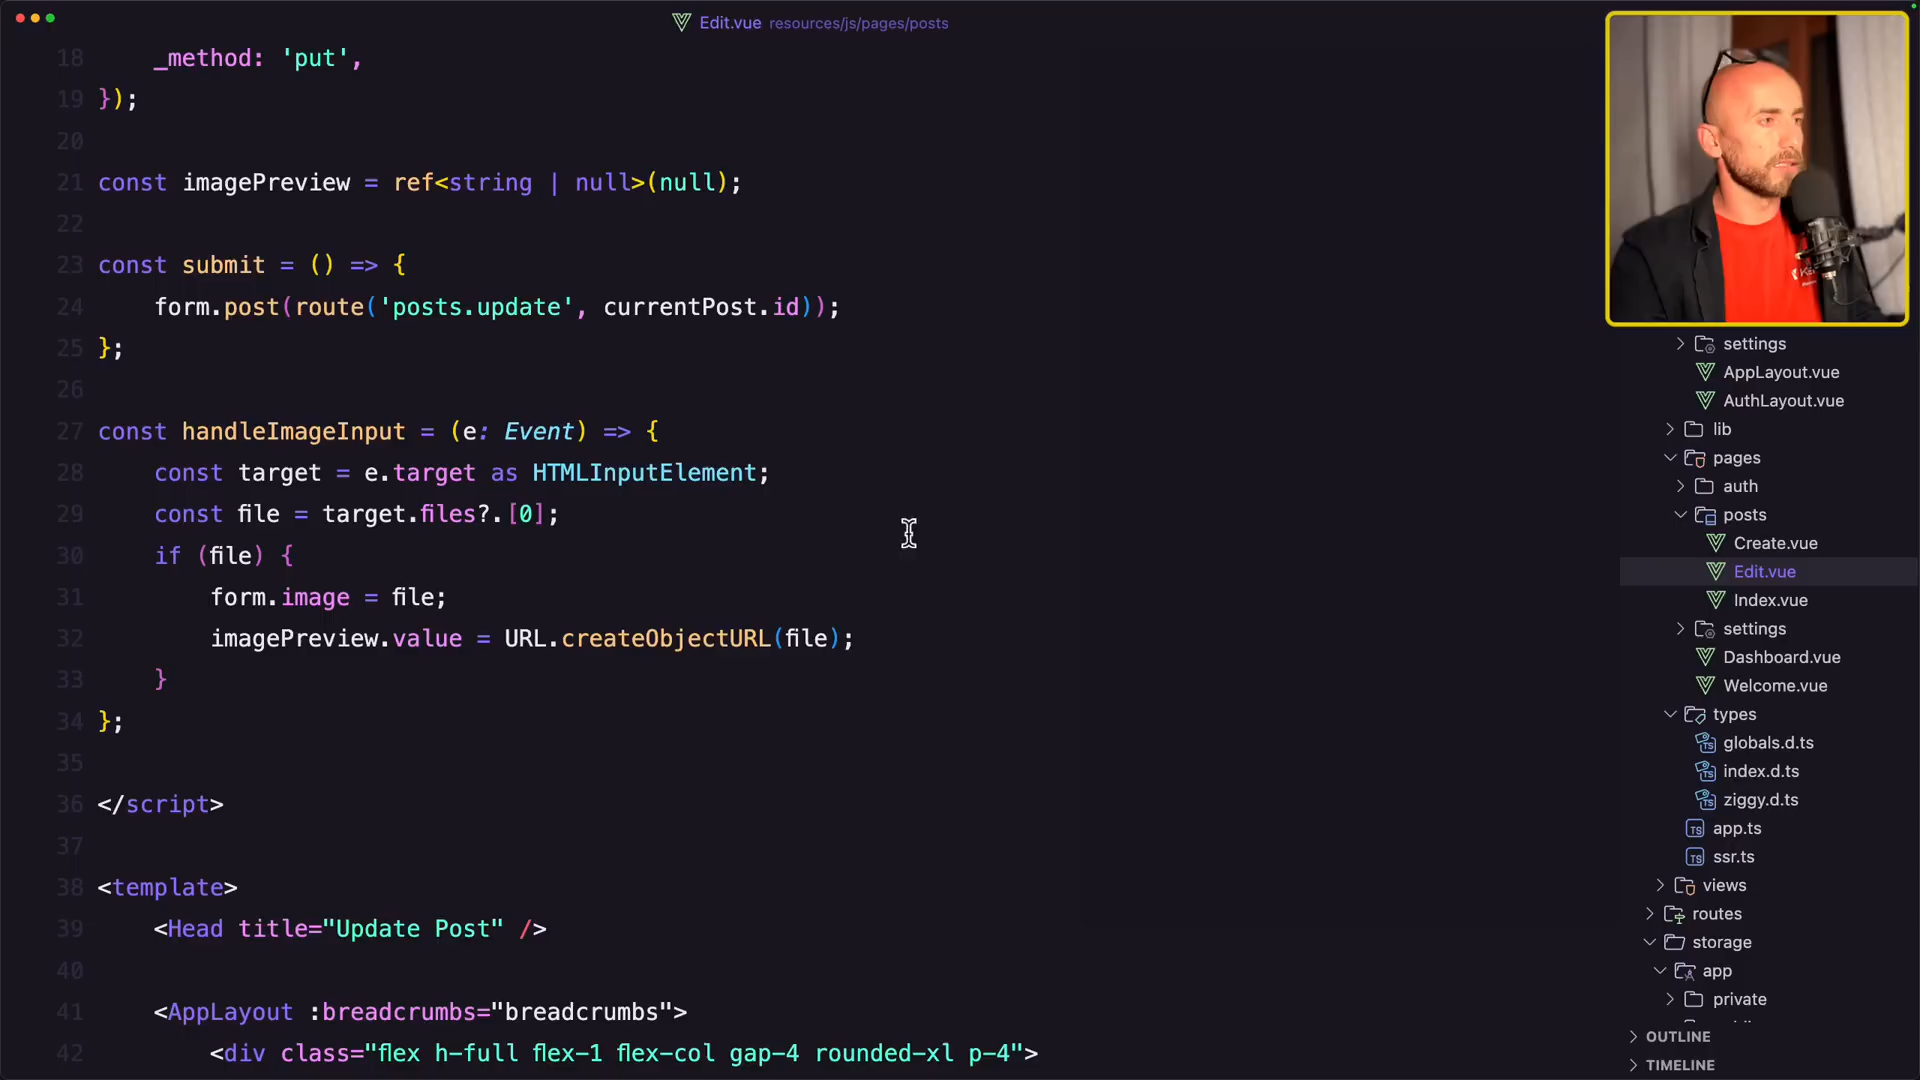 Edit.vue resources/js/pages/posts
18 _method: 'put',
19 });
20
21 const imagePreview = ref<string | null>(null);
22
23 const submit = () => {
24 form.post(route('posts.update', currentPost.id));
25 };
26
27 const handleImageInput = (e: Event) => {
28 const target = e.target as HTMLInputElement;
29 const file = target.files?.[0];
30 if (file) {
31 form.image = file;
32 imagePreview.value = URL.createObjectURL(file);
33 }
34 };
35
36 </script>
37
38 <template>
39 <Head title="Update Post" />
40
41 <AppLayout :breadcrumbs="breadcrumbs">
42 <div class="flex h-full flex-1 flex-col gap-4 rounded-xl p-4">
settings
AppLayout.vue
AuthLayout.vue
lib
pages
auth
posts
Create.vue
Edit.vue
Index.vue
settings
Dashboard.vue
Welcome.vue
types
globals.d.ts
index.d.ts
ziggy.d.ts
app.ts
ssr.ts
views
routes
storage
app
private
OUTLINE
TIMELINE